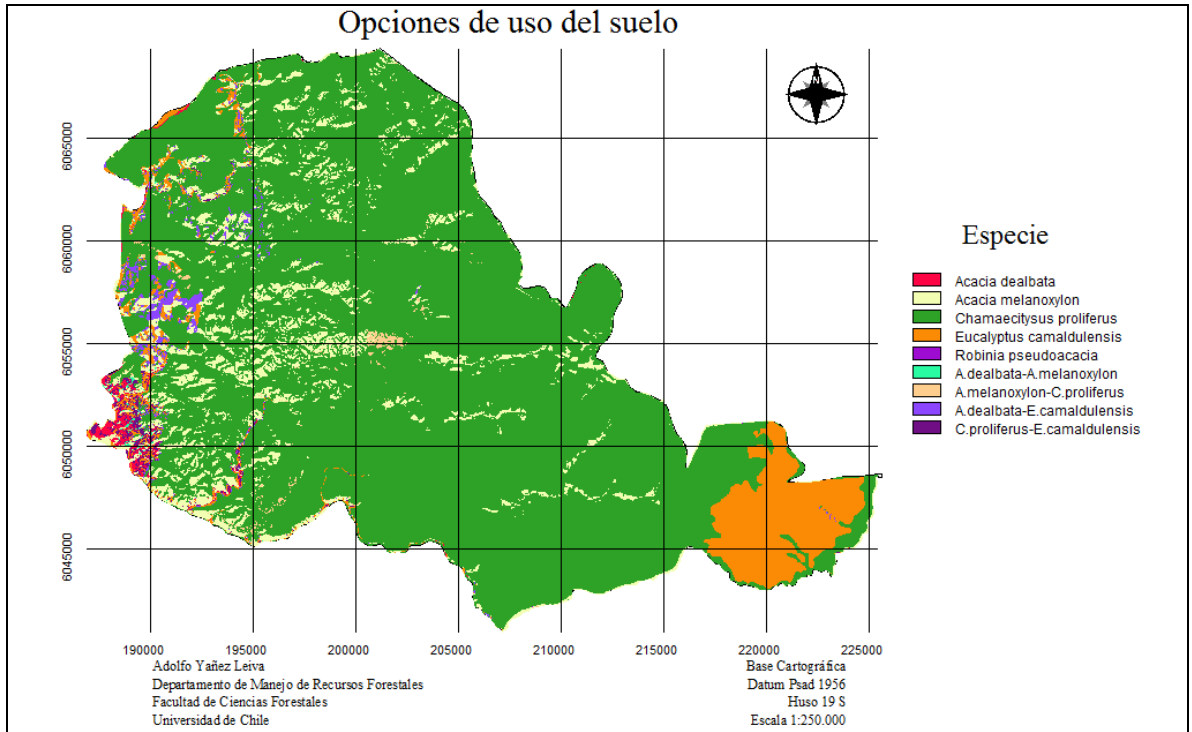 Opciones de uso del suelo
6065000
6060000
6055000
6050000
6045000
Especie
Acacia dealbata
Acacia melanoxylon
Chamaecitysus proliferus
Eucalyptus camaldulensis
Robinia pseudoacacia
A.dealbata-A.melanoxylon
A.melanoxylon-C.proliferus
A.dealbata-E.camaldulensis
C.proliferus-E.camaldulensis
190000 195000 200000 205000 210000 215000 220000 225000
Adolfo Yañez Leiva
Departamento de Manejo de Recursos Forestales
Facultad de Ciencias Forestales
Universidad de Chile
Base Cartográfica
Datum Psad 1956
Huso 19 S
Escala 1:250.000